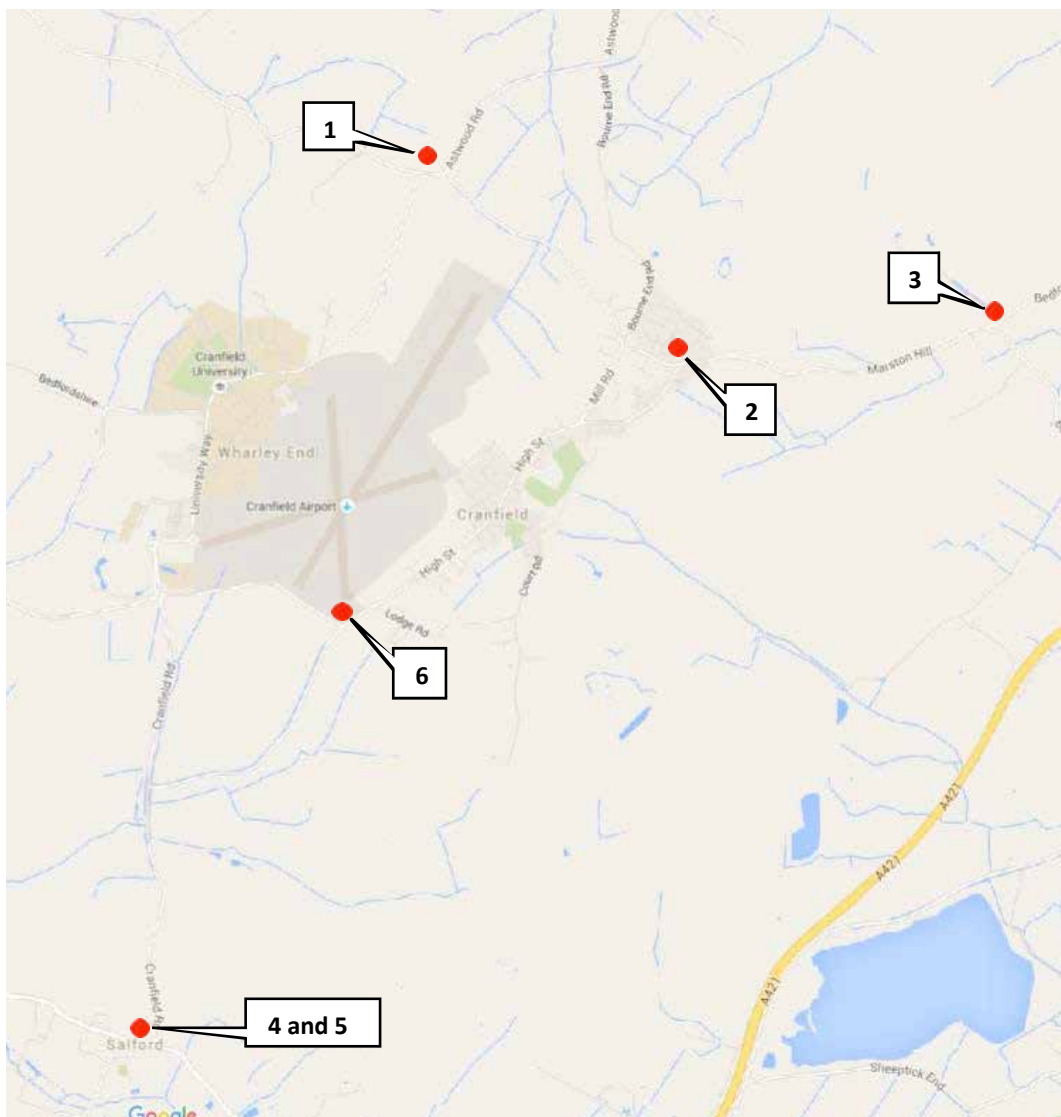 Astwood
Bourne End Rd
1
Astwood Rd
3
Bourne End Rd
Bedfo
Cranfield
University
Marston Hill
Bedfordshire
Mill Rd
2
Wharley End
High St
University Way
Cranfield Airport
Cranfield
High St
Court Rd
Lodge Rd
6
Cranfield Rd
A421
A421
Cranfield Rd
A421
4 and 5
Salford
Sheeptick End
Google